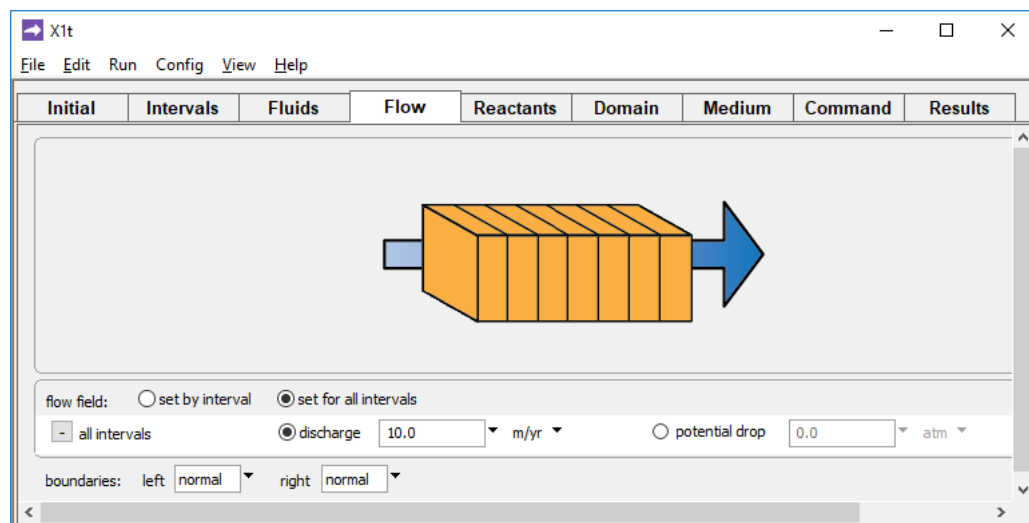 X1t
File Edit Run Config View Help
Initial Intervals Fluids Flow Reactants Domain Medium Command Results
flow field: set by interval set for all intervals
- all intervals discharge 10.0 m/yr potential drop 0.0 atm
boundaries: left normal right normal